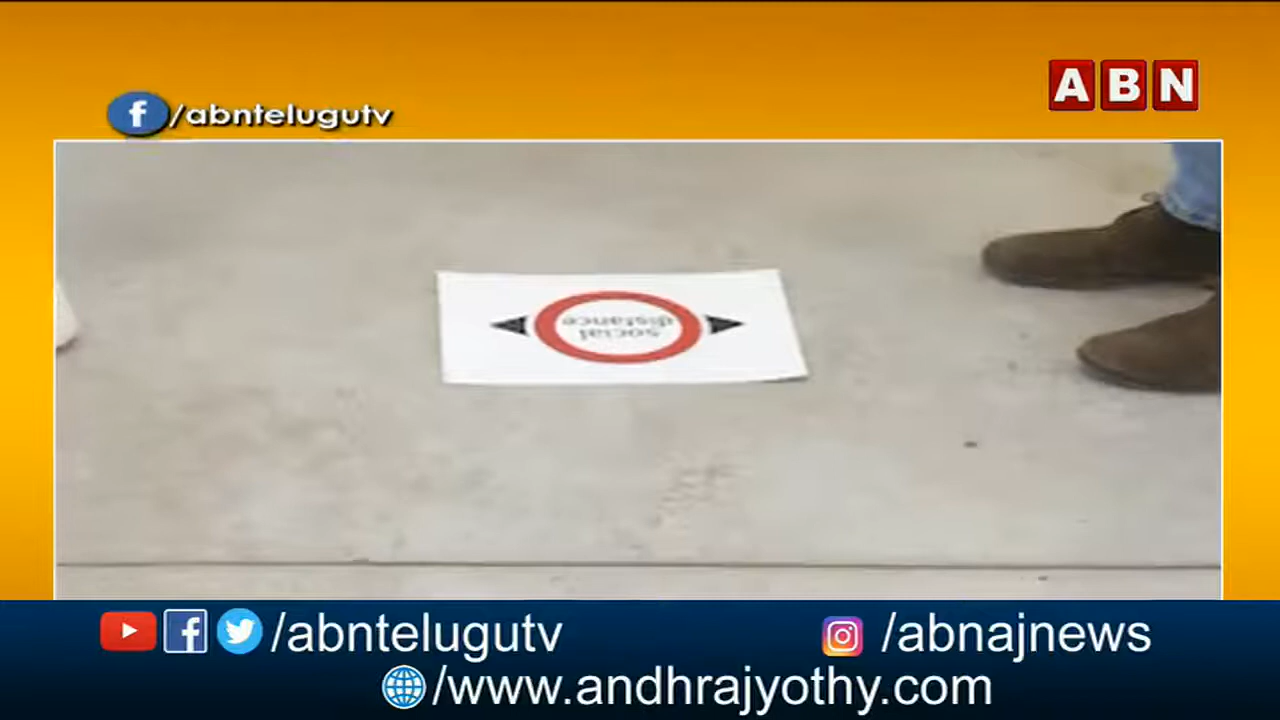 ABN
/abntelugutv
social
distance
/abntelugutv
/abnajnews
/www.andhrajyothy.com